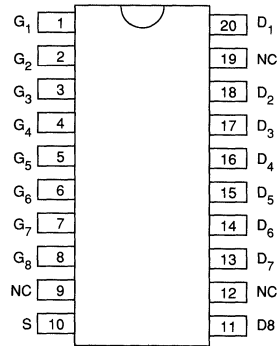 G₁ 1 20 D₁
G₂ 2 19 NC
G₃ 3 18 D₂
G₄ 4 17 D₃
G₅ 5 16 D₄
G₆ 6 15 D₅
G₇ 7 14 D₆
G₈ 8 13 D₇
NC 9 12 NC
S 10 11 D8